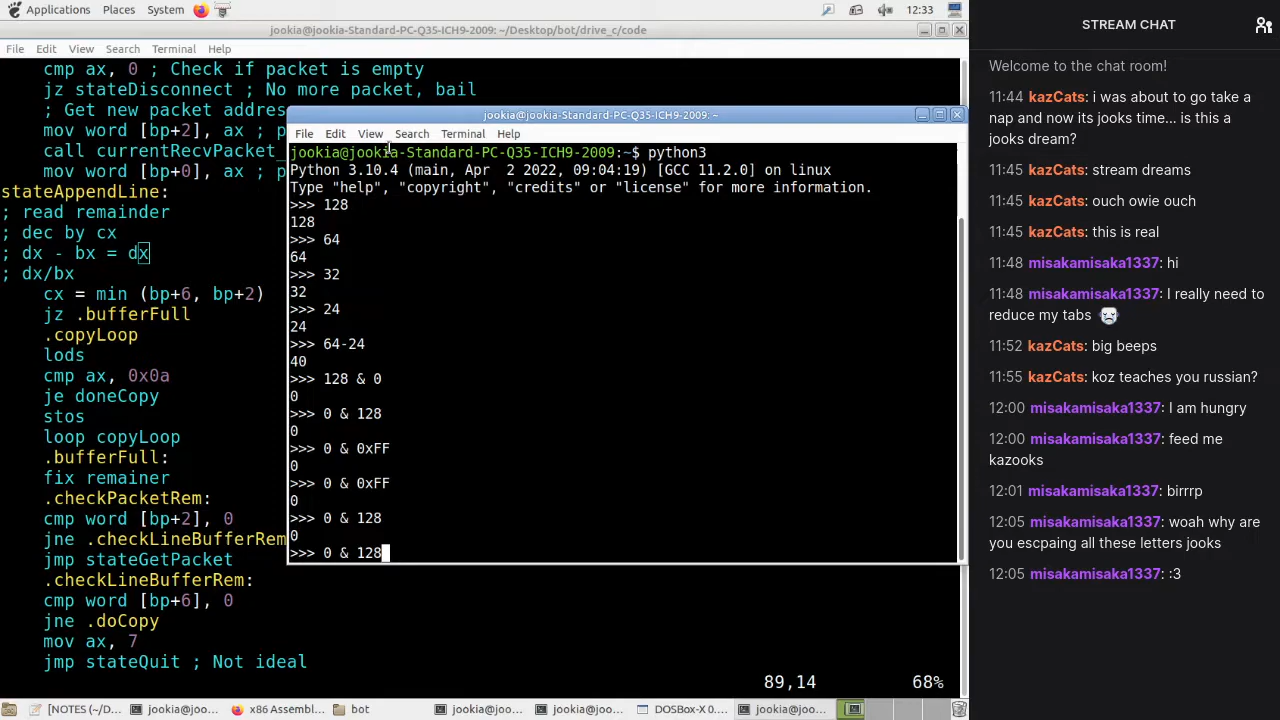 Applications Places System 12:33
jookia@jookia-Standard-PC-Q35-ICH9-2009: ~/Desktop/bot/drive_c/code
File Edit View Search Terminal Help
cmp ax, 0 ; Check if packet is empty
jz stateDisconnect ; No more packet, bail
; Get new packet addres
mov word [bp+2], ax ; p
call currentRecvPacket_
mov word [bp+0], ax ; p
stateAppendLine:
; read remainder
; dec by cx
; dx - bx = dx
; dx/bx
cx = min (bp+6, bp+2)
jz .bufferFull
.copyLoop
lods
cmp ax, 0x0a
je doneCopy
stos
loop copyLoop
.bufferFull:
fix remainer
.checkPacketRem:
cmp word [bp+2], 0
jne .checkLineBufferRem
jmp stateGetPacket
.checkLineBufferRem:
cmp word [bp+6], 0
jne .doCopy
mov ax, 7
jmp stateQuit ; Not ideal
89,14 68%
jookia@jookia-Standard-PC-Q35-ICH9-2009: ~
File Edit View Search Terminal Help
jookia@jookia-Standard-PC-Q35-ICH9-2009:~$ python3
Python 3.10.4 (main, Apr  2 2022, 09:04:19) [GCC 11.2.0] on linux
Type "help", "copyright", "credits" or "license" for more information.
>>> 128
128
>>> 64
64
>>> 32
32
>>> 24
24
>>> 64-24
40
>>> 128 & 0
0
>>> 0 & 128
0
>>> 0 & 0xFF
0
>>> 0 & 0xFF
0
>>> 0 & 128
0
>>> 0 & 128
[NOTES (~/D... jookia@jookia... x86 Assembl... bot jookia@joo... jookia@joo... DOSBox-X 0.... jookia@joo...
STREAM CHAT
Welcome to the chat room!
11:44 kazCats: i was about to go take a
nap and now its jooks time... is this a
jooks dream?
11:45 kazCats: stream dreams
11:45 kazCats: ouch owie ouch
11:45 kazCats: this is real
11:48 misakamisaka1337: hi
11:48 misakamisaka1337: I really need to
reduce my tabs
11:52 kazCats: big beeps
11:55 kazCats: koz teaches you russian?
12:00 misakamisaka1337: I am hungry
12:00 misakamisaka1337: feed me
kazooks
12:01 misakamisaka1337: birrrp
12:05 misakamisaka1337: woah why are
you escpaing all these letters jooks
12:05 misakamisaka1337: :3